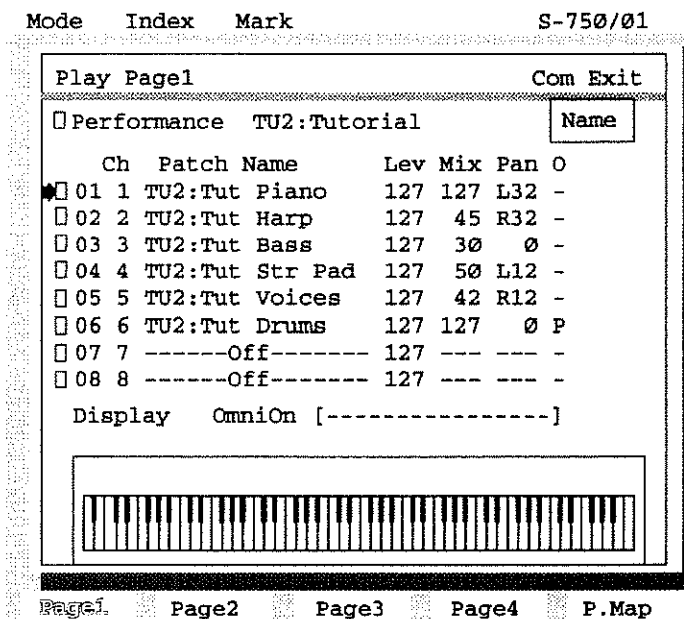 Mode Index Mark S-750/01
Play Page1 Com Exit
Performance TU2:Tutorial Name
Ch Patch Name Lev Mix Pan O
01 1 TU2:Tut Piano 127 127 L32 -
02 2 TU2:Tut Harp 127 45 R32 -
03 3 TU2:Tut Bass 127 30 Ø -
04 4 TU2:Tut Str Pad 127 50 L12 -
05 5 TU2:Tut Voices 127 42 R12 -
06 6 TU2:Tut Drums 127 127 Ø P
07 7 ------Off------- 127 --- --- -
08 8 ------Off------- 127 --- --- -
Display OmniOn [----------------]
Page1 Page2 Page3 Page4 P.Map